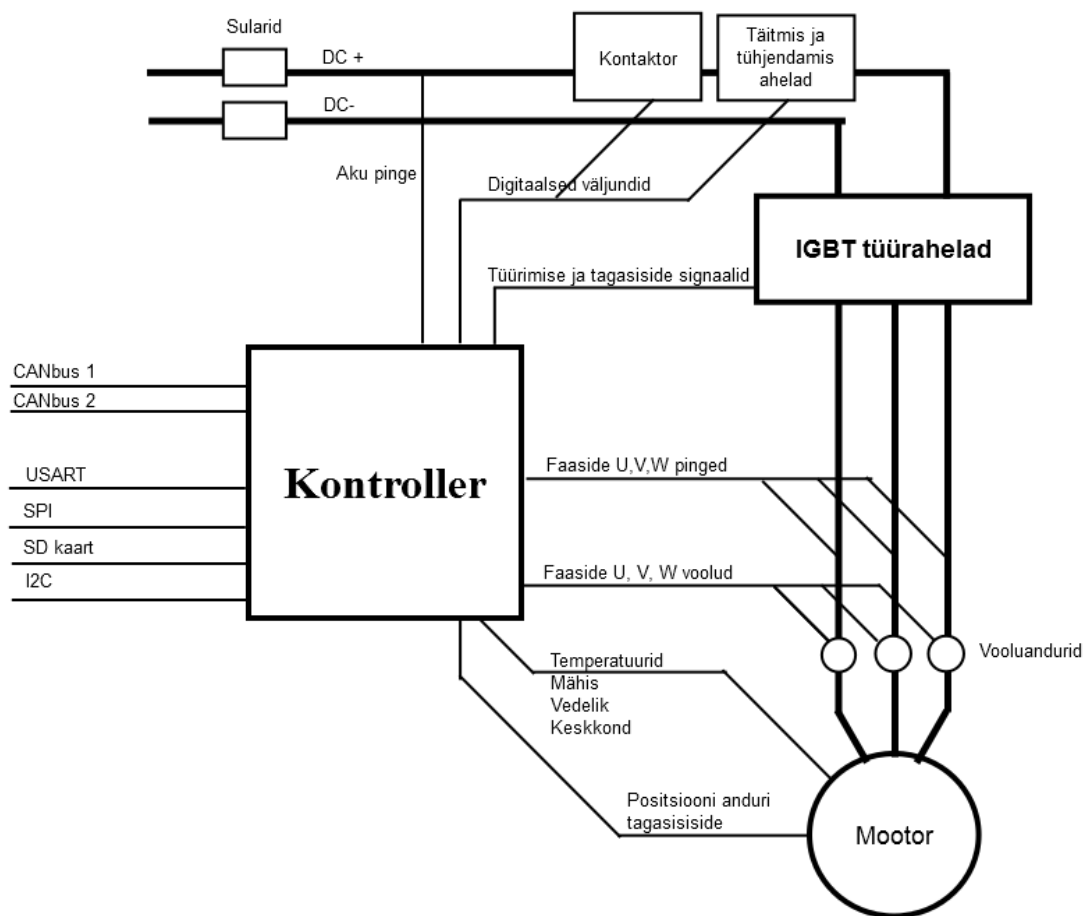 Sularid
DC +
DC-
Kontaktor
Täitmis ja
tühjendamis
ahelad
Aku pinge
Digitaalsed väljundid
IGBT tüürahelad
Tüürimise ja tagasiside signaalid
CANbus 1
CANbus 2
USART
SPI
SD kaart
I2C
Kontroller
Faaside U,V,W pinged
Faaside U, V, W voolud
Vooluandurid
Temperatuurid
Mähis
Vedelik
Keskkond
Positsiooni anduri
tagasisiside
Mootor